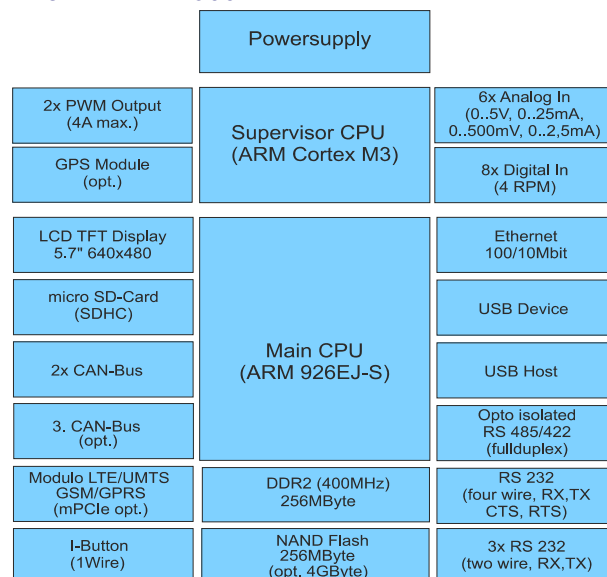 Powersupply
2x PWM Output
(4A max.)
GPS Module
(opt.)
Supervisor CPU
(ARM Cortex M3)
6x Analog In
(0..5V, 0..25mA,
0..500mV, 0..2,5mA)
8x Digital In
(4 RPM)
LCD TFT Display
5.7" 640x480
micro SD-Card
(SDHC)
2x CAN-Bus
3. CAN-Bus
(opt.)
Modulo LTE/UMTS
GSM/GPRS
(mPCIe opt.)
I-Button
(1Wire)
Main CPU
(ARM 926EJ-S)
DDR2 (400MHz)
256MByte
NAND Flash
256MByte
(opt. 4GByte)
Ethernet
100/10Mbit
USB Device
USB Host
Opto isolated
RS 485/422
(fullduplex)
RS 232
(four wire, RX,TX
CTS, RTS)
3x RS 232
(two wire, RX,TX)